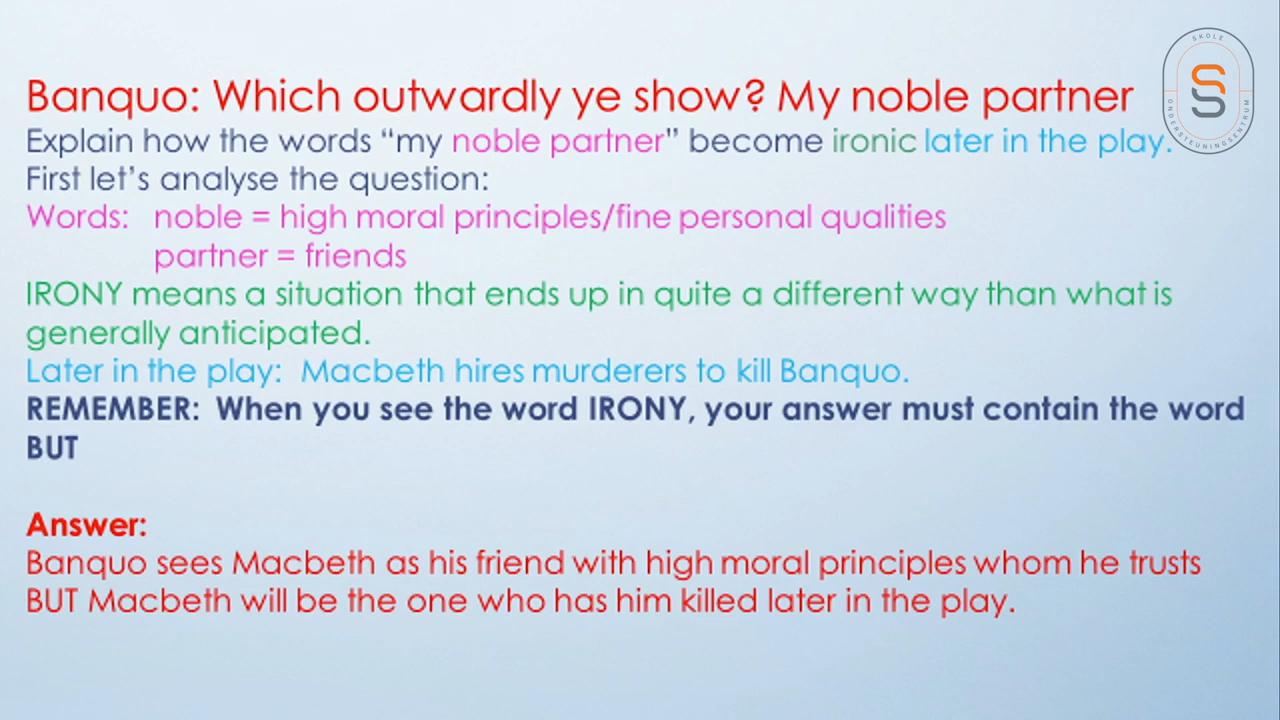 Banquo: Which outwardly ye show? My noble partner
Explain how the words “my noble partner” become ironic later in the play.
First let’s analyse the question:
Words: noble = high moral principles/fine personal qualities
partner = friends
IRONY means a situation that ends up in quite a different way than what is
generally anticipated.
Later in the play: Macbeth hires murderers to kill Banquo.
REMEMBER: When you see the word IRONY, your answer must contain the word
BUT
Answer:
Banquo sees Macbeth as his friend with high moral principles whom he trusts
BUT Macbeth will be the one who has him killed later in the play.
SKOLE
SS
ONDERSTEUNINGSENTRUM